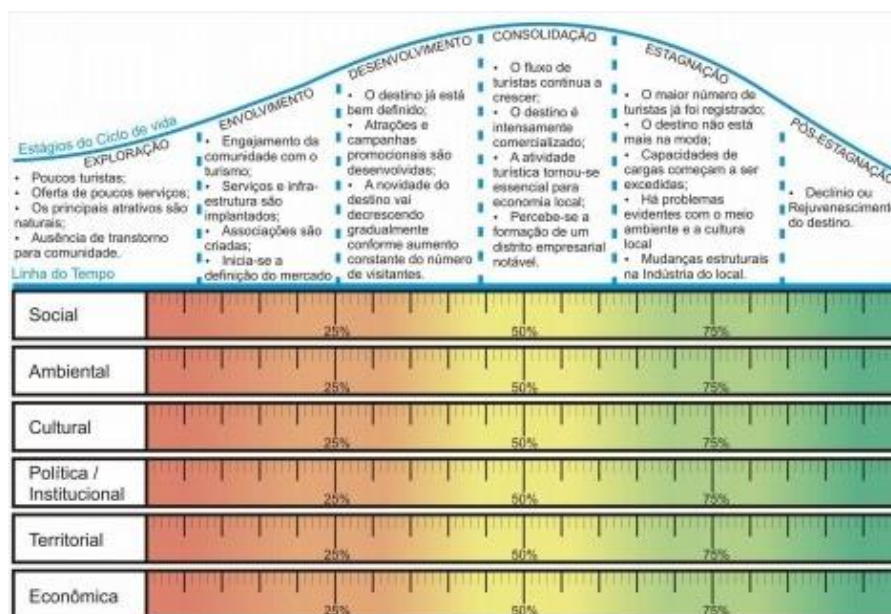 Estágios do Ciclo de vida
EXPLORAÇÃO
• Poucos turistas;
• Oferta de poucos serviços;
• Os principais atrativos são
naturais;
• Ausência de transtorno
para comunidade.
ENVOLVIMENTO
• Engajamento da
comunidade com o
turismo;
• Serviços e infra-
estrutura são
implantados;
• Associações são
criadas;
• Inicia-se a
definição do mercado
DESENVOLVIMENTO
• O destino já está
bem definido;
• Atrações e
campanhas
promocionais são
desenvolvidas;
• A novidade do
destino vai
decrescendo
gradualmente
conforme aumento
constante do número
de visitantes.
CONSOLIDAÇÃO
• O fluxo de
turistas continua a
crescer;
• O destino é
intensamente
comercializado;
• A atividade
turística tornou-se
essencial para
economia local;
• Percebe-se a
formação de um
distrito empresarial
notável.
ESTAGNAÇÃO
• O maior número de
turistas já foi registrado;
• O destino não está
mais na moda;
• Capacidades de
cargas começam a ser
excedidas;
• Há problemas
evidentes com o meio
ambiente e a cultura
local
• Mudanças estruturais
na Indústria do local.
PÓS-ESTAGNAÇÃO
• Declínio ou
Rejuvenescimento
do destino.
Linha do Tempo
Social
25% 50% 75%
Ambiental
25% 50% 75%
Cultural
25% 50% 75%
Política /
Institucional
25% 50% 75%
Territorial
25% 50% 75%
Econômica
25% 50% 75%